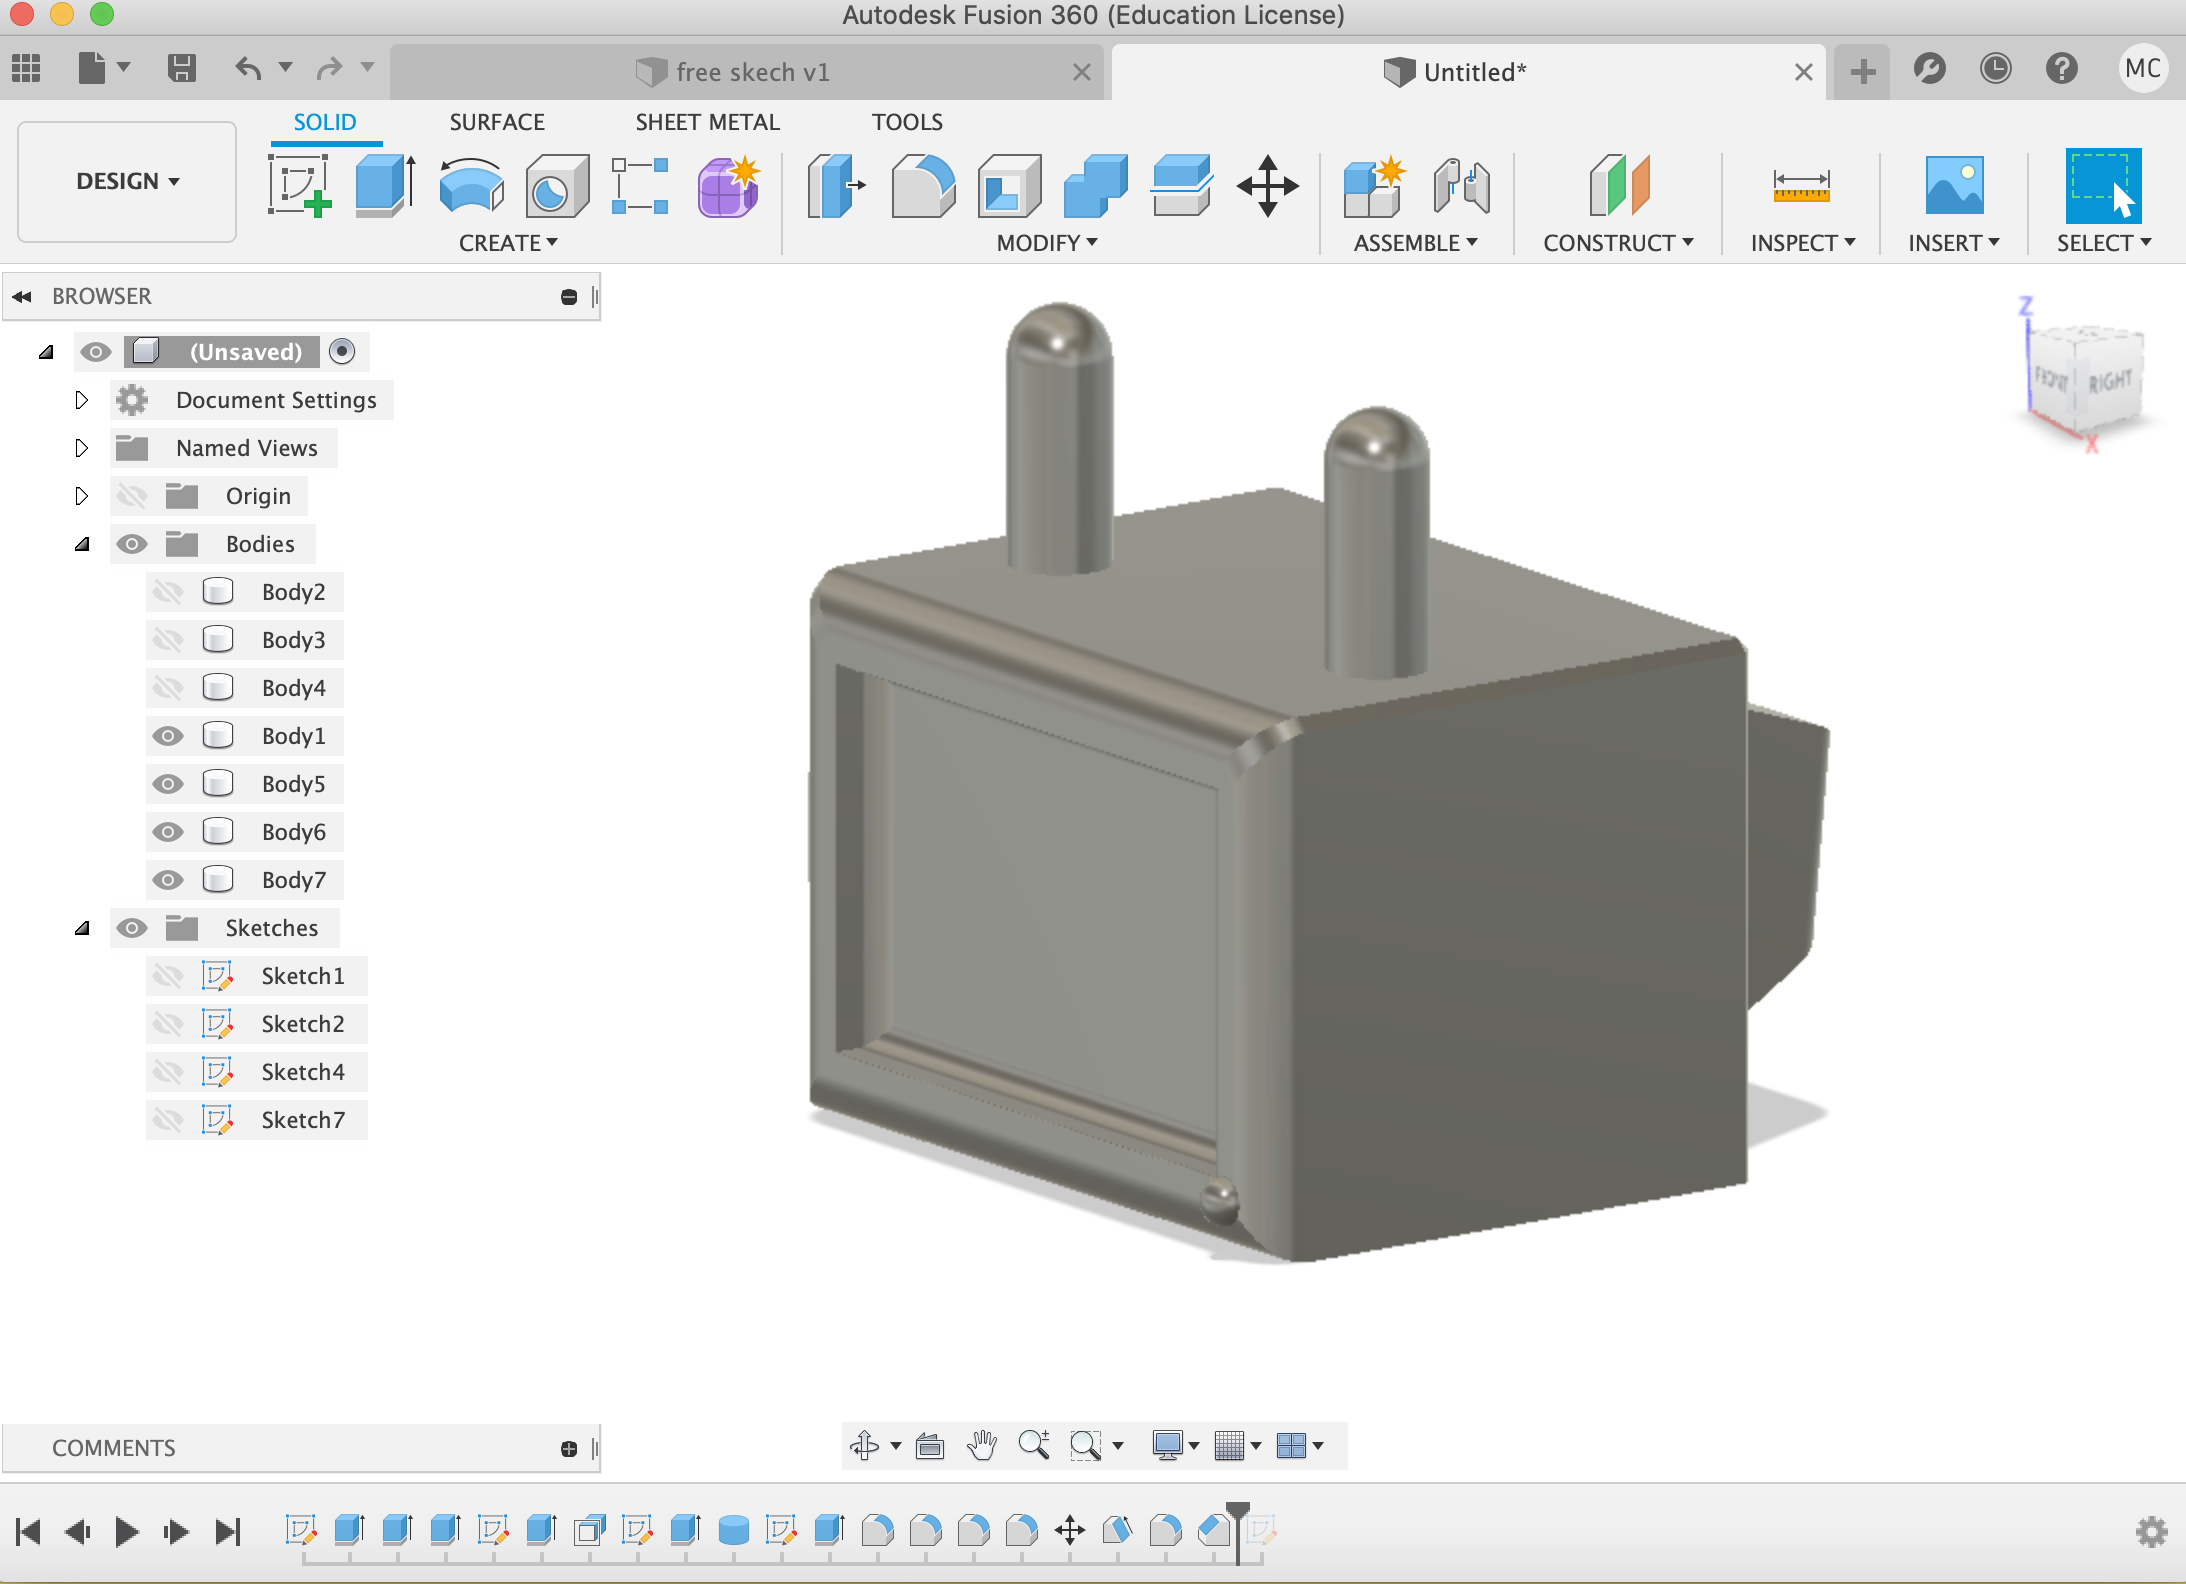 Autodesk Fusion 360 (Education License)
free skech v1
Untitled*
MC
SOLID
SURFACE
SHEET METAL
TOOLS
DESIGN
CREATE
MODIFY
ASSEMBLE
CONSTRUCT
INSPECT
INSERT
SELECT
BROWSER
(Unsaved)
Document Settings
Named Views
Origin
Bodies
Body2
Body3
Body4
Body1
Body5
Body6
Body7
Sketches
Sketch1
Sketch2
Sketch4
Sketch7
Z
FRONT
RIGHT
X
COMMENTS